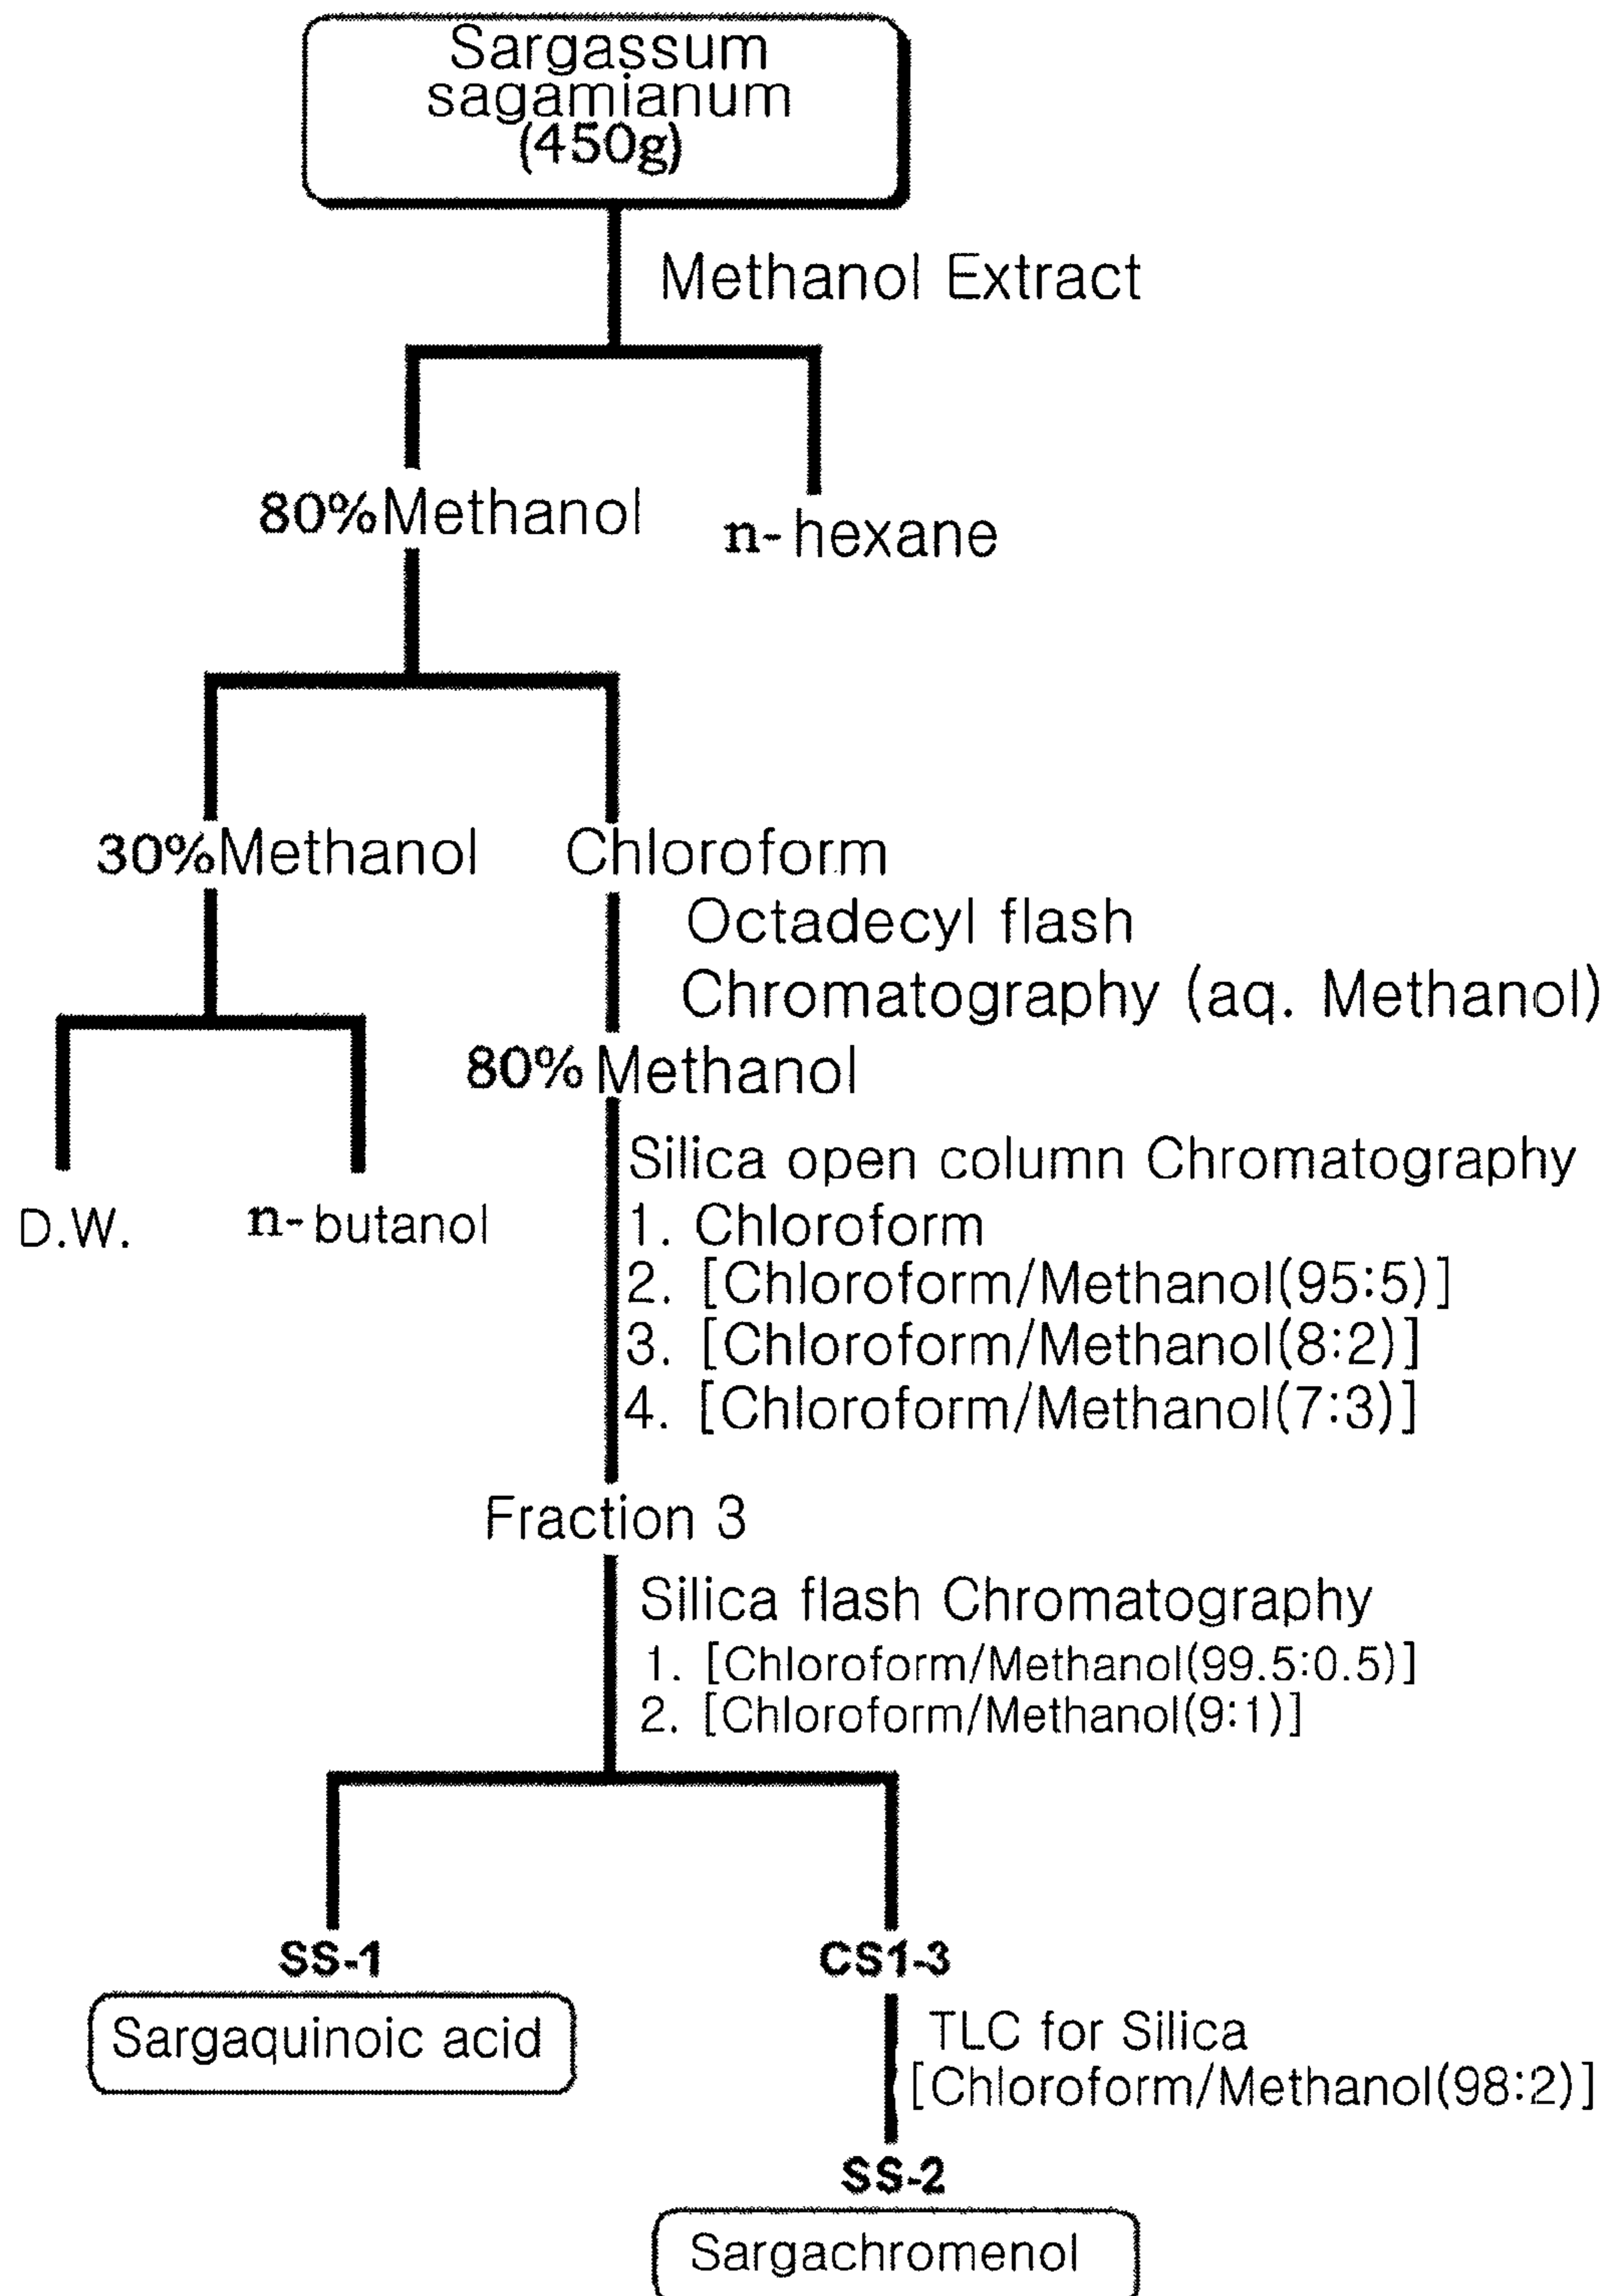 Sargassum
sagamianum
(450g)
Methanol Extract
80%Methanol
n-hexane
30%Methanol
Chloroform
Octadecyl flash
Chromatography (aq. Methanol)
80% Methanol
D.W.
n-butanol
Silica open column Chromatography
1. Chloroform
2. [Chloroform/Methanol(95:5)]
3. [Chloroform/Methanol(8:2)]
4. [Chloroform/Methanol(7:3)]
Fraction 3
Silica flash Chromatography
1. [Chloroform/Methanol(99.5:0.5)]
2. [Chloroform/Methanol(9:1)]
SS-1
Sargaquinoic acid
CS1-3
TLC for Silica
[Chloroform/Methanol(98:2)]
SS-2
Sargachromenol